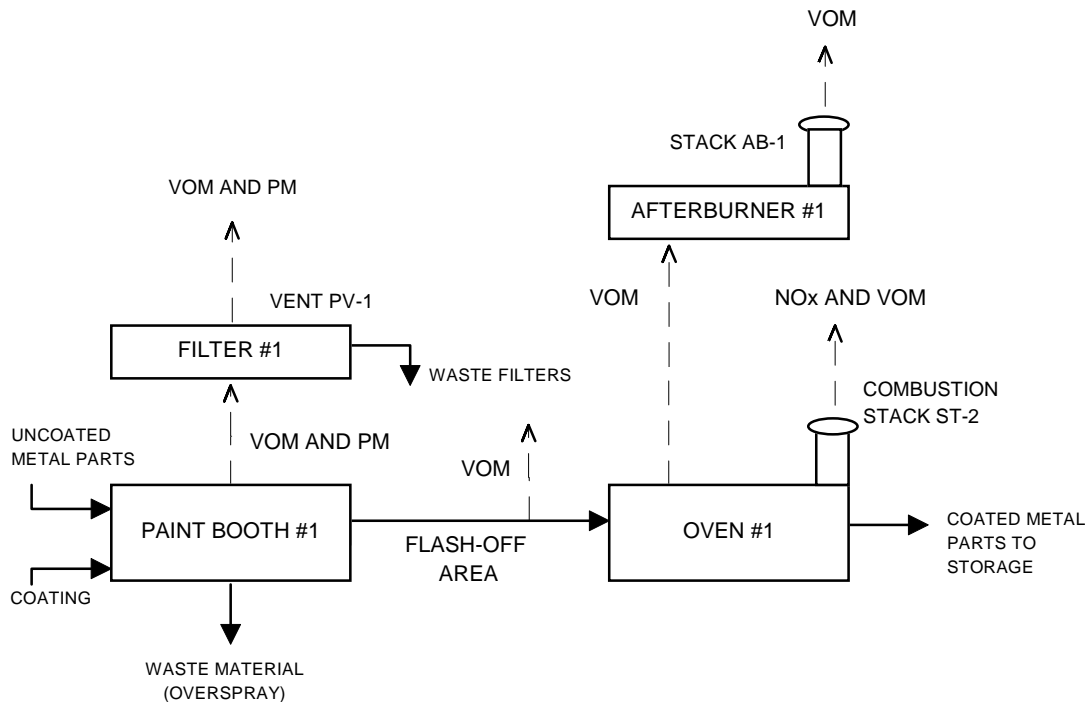 VOM
STACK AB-1
VOM AND PM
AFTERBURNER #1
VOM
NOx AND VOM
VENT PV-1
FILTER #1
WASTE FILTERS
COMBUSTION
STACK ST-2
UNCOATED
METAL PARTS
VOM AND PM
VOM
PAINT BOOTH #1
FLASH-OFF
AREA
OVEN #1
COATED METAL
PARTS TO
STORAGE
COATING
WASTE MATERIAL
(OVERSPRAY)